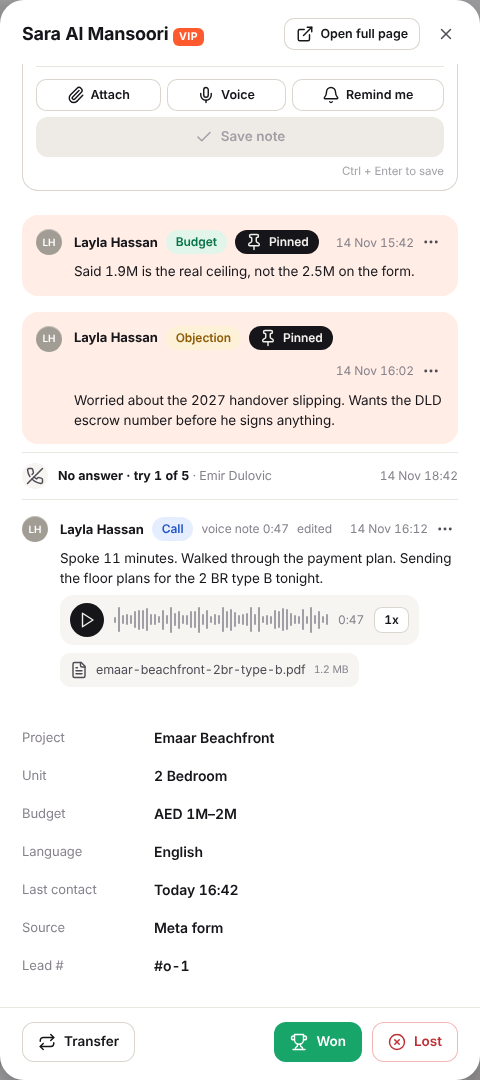 Sara Al Mansoori VIP Open full page
Attach Voice Remind me
Save note
Ctrl + Enter to save
LH Layla Hassan Budget Pinned 14 Nov 15:42
Said 1.9M is the real ceiling, not the 2.5M on the form.
LH Layla Hassan Objection Pinned
14 Nov 16:02
Worried about the 2027 handover slipping. Wants the DLD
escrow number before he signs anything.
No answer · try 1 of 5 · Emir Dulovic 14 Nov 18:42
LH Layla Hassan Call voice note 0:47 edited 14 Nov 16:12
Spoke 11 minutes. Walked through the payment plan. Sending
the floor plans for the 2 BR type B tonight.
0:47 1x
emaar-beachfront-2br-type-b.pdf 1.2 MB
Project Emaar Beachfront
Unit 2 Bedroom
Budget AED 1M–2M
Language English
Last contact Today 16:42
Source Meta form
Lead # #o-1
Transfer Won Lost